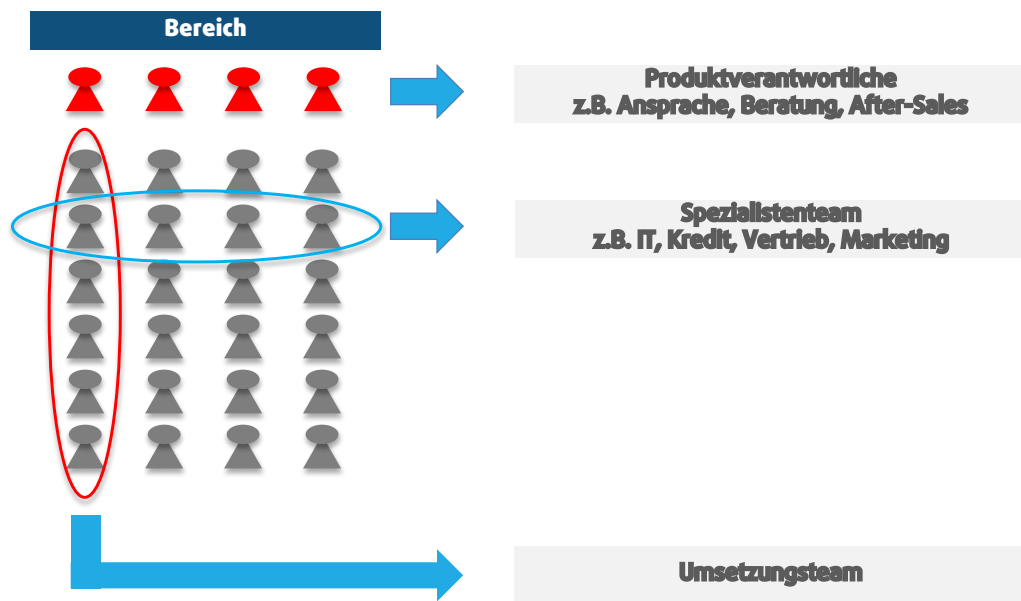 Bereich
Produktverantwortliche
z.B. Ansprache, Beratung, After-Sales
Spezialistenteam
z.B. IT, Kredit, Vertrieb, Marketing
Umsetzungsteam